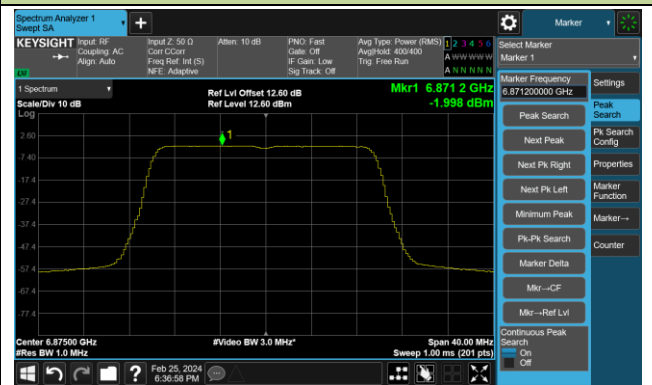 Spectrum Analyzer 1
Swept SA
Marker
KEYSIGHT
Input: RF
Coupling: AC
Align: Auto
Input Z: 50 Ω
Corr CCorr
Freq Ref: Int (S)
NFE: Adaptive
Atten: 10 dB
PNO: Fast
Gate: Off
IF Gain: Low
Sig Track: Off
Avg Type: Power (RMS)
Avg|Hold: 400/400
Trig: Free Run
1 2 3 4 5 6
A W W W W W
A N N N N N
Select Marker
Marker 1
1 Spectrum
Scale/Div 10 dB
Log
Ref Lvl Offset 12.60 dB
Ref Level 12.60 dBm
Mkr1 6.871 2 GHz
-1.998 dBm
1
2.60
-7.40
-17.4
-27.4
-37.4
-47.4
-57.4
-67.4
-77.4
Center 6.87500 GHz
#Res BW 1.0 MHz
#Video BW 3.0 MHz*
Span 40.00 MHz
Sweep 1.00 ms (201 pts)
Marker Frequency
6.871200000 GHz
Peak Search
Next Peak
Next Pk Right
Next Pk Left
Minimum Peak
Pk-Pk Search
Marker Delta
Mkr→CF
Mkr→Ref Lvl
Continuous Peak
Search
On
Off
Settings
Peak
Search
Pk Search
Config
Properties
Marker
Function
Marker→
Counter
?
Feb 25, 2024
6:36:58 PM